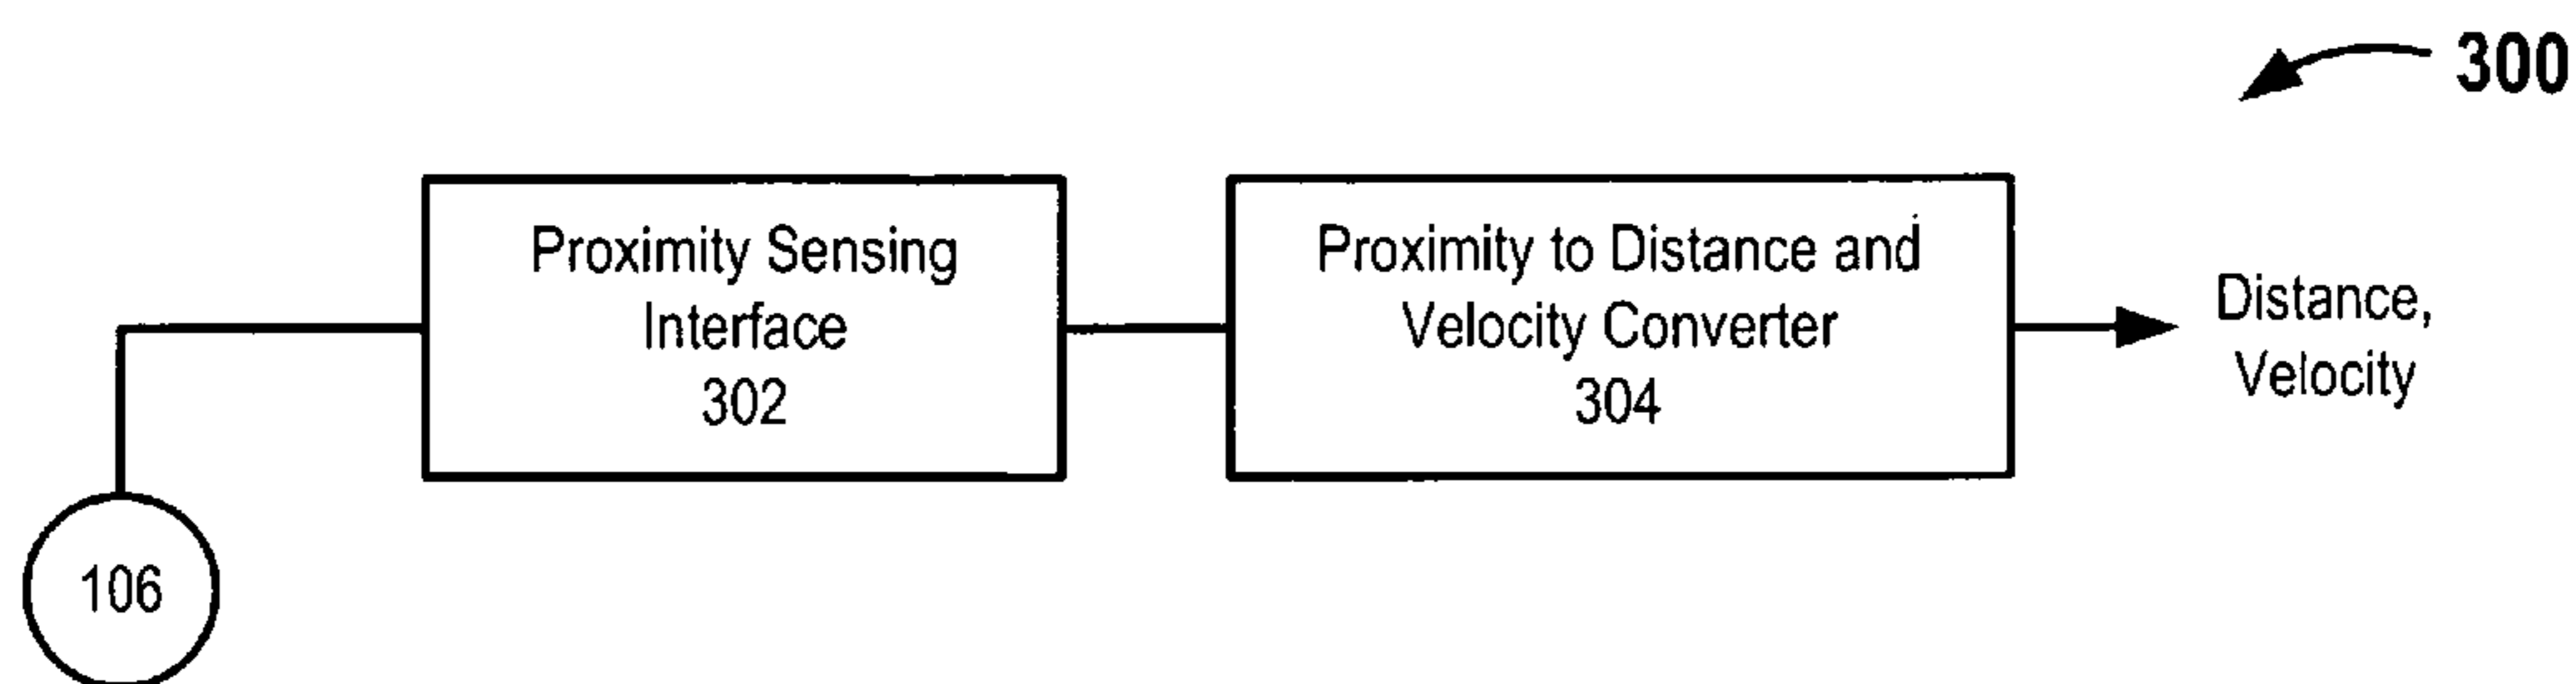 300
Proximity Sensing
Interface
302
Proximity to Distance and
Velocity Converter
304
Distance,
Velocity
106